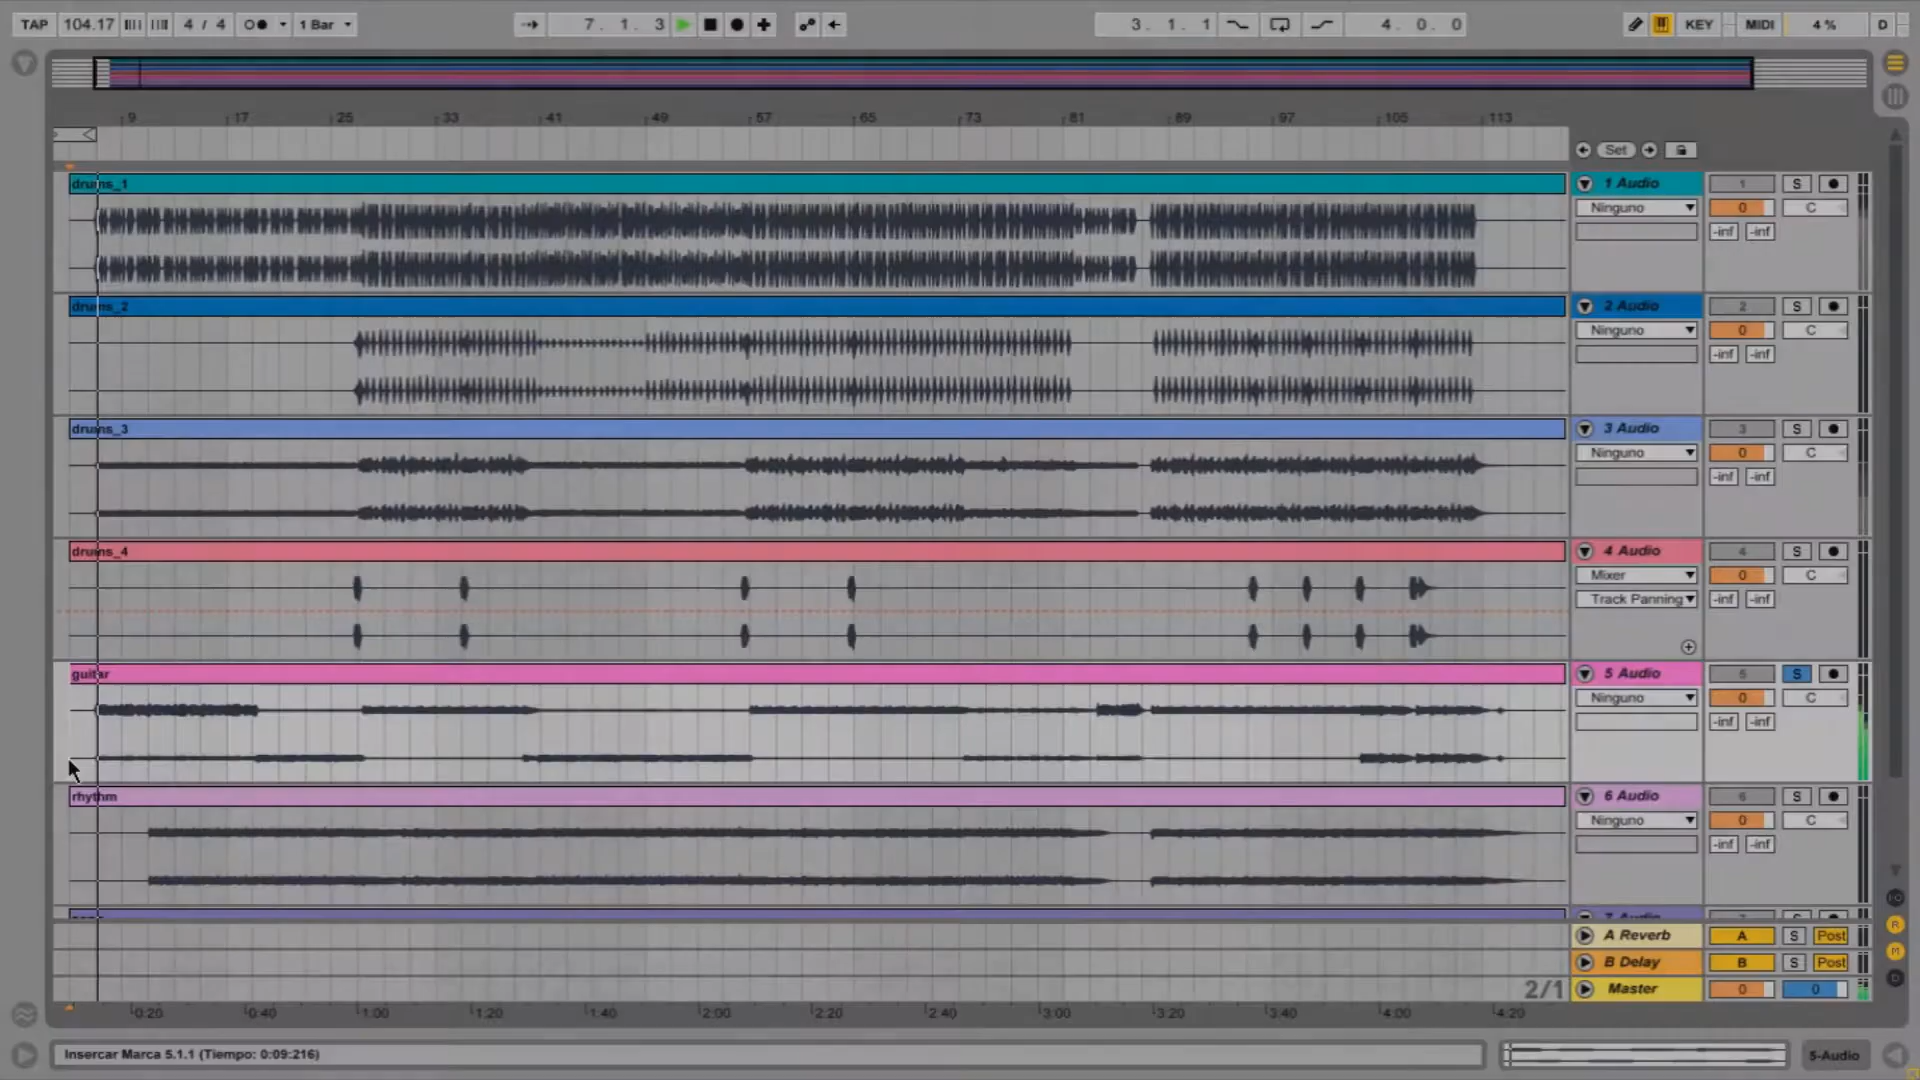 TAP 104.17 4 / 4 1 Bar 7. 1. 3 3. 1. 1 4. 0. 0 KEY MIDI 4 % D
9 17 25 33 41 49 57 65 73 81 89 97 105 113
Set
drums_1 1 Audio 1 S
Ninguno 0 C
-inf -inf
drums_2 2 Audio 2 S
Ninguno 0 C
-inf -inf
drums_3 3 Audio 3 S
Ninguno 0 C
-inf -inf
drums_4 4 Audio 4 S
Mixer 0 C
Track Panning -inf -inf
guitar 5 Audio 5 S
Ninguno 0 C
-inf -inf
rhythm 6 Audio 6 S
Ninguno 0 C
-inf -inf
7 Audio 7 S
A Reverb A S Post
B Delay B S Post
2/1 Master 0 0
0:20 0:40 1:00 1:20 1:40 2:00 2:20 2:40 3:00 3:20 3:40 4:00 4:20
R
M
D
Insercar Marca 5.1.1 (Tiempo: 0:09:216) 5-Audio